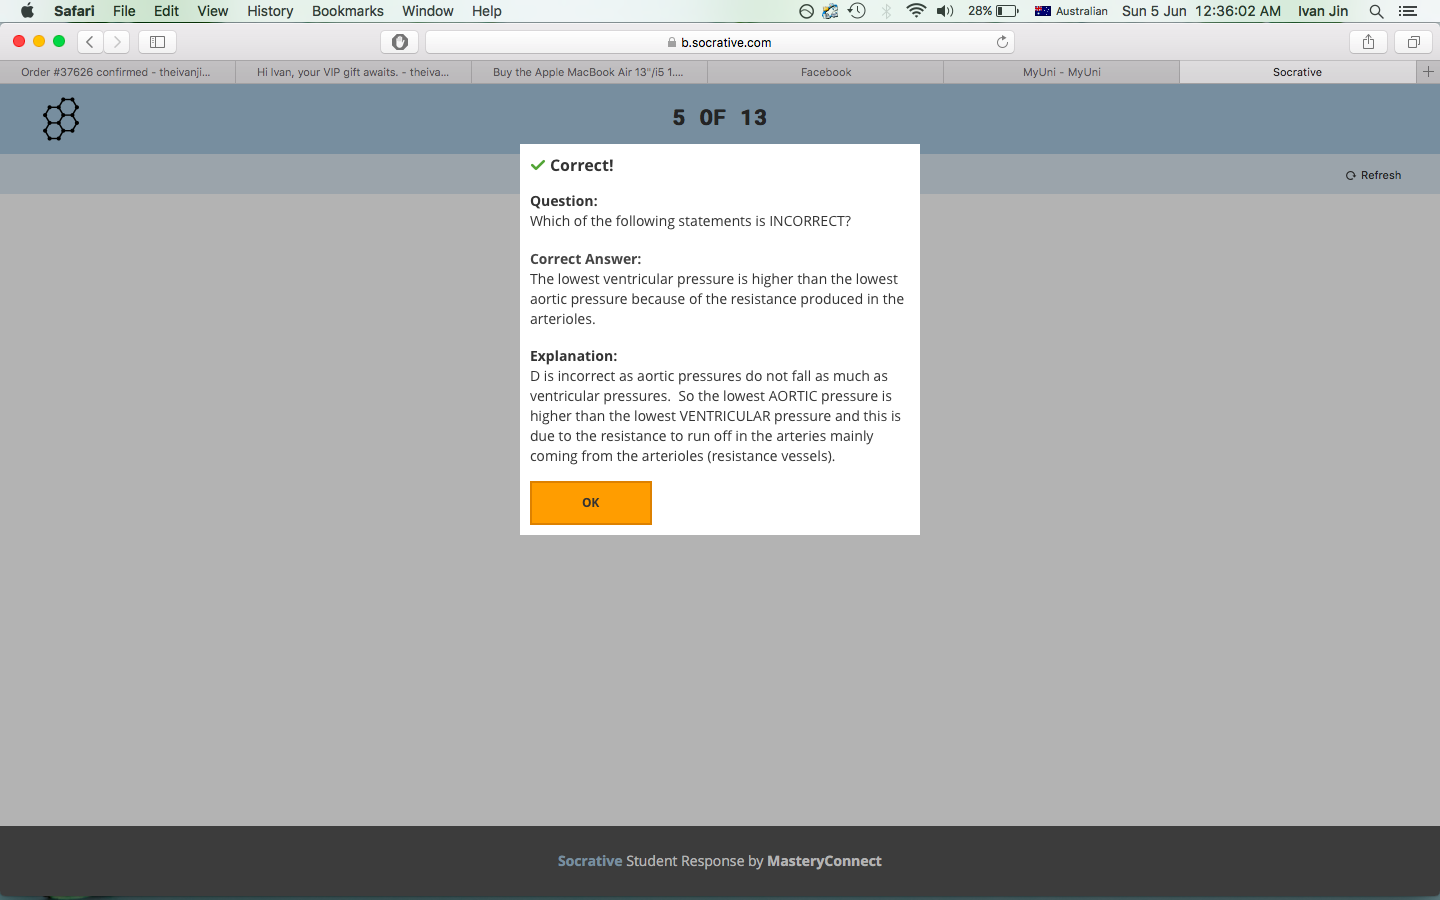 Safari File Edit View History Bookmarks Window Help 28% Australian Sun 5 Jun 12:36:02 AM Ivan Jin
b.socrative.com
Order #37626 confirmed - theivanji... Hi Ivan, your VIP gift awaits. - theiva... Buy the Apple MacBook Air 13"/i5 1.... Facebook MyUni - MyUni Socrative
5 OF 13
Refresh
Correct!
Question:
Which of the following statements is INCORRECT?
Correct Answer:
The lowest ventricular pressure is higher than the lowest
aortic pressure because of the resistance produced in the
arterioles.
Explanation:
D is incorrect as aortic pressures do not fall as much as
ventricular pressures. So the lowest AORTIC pressure is
higher than the lowest VENTRICULAR pressure and this is
due to the resistance to run off in the arteries mainly
coming from the arterioles (resistance vessels).
OK
Socrative Student Response by MasteryConnect